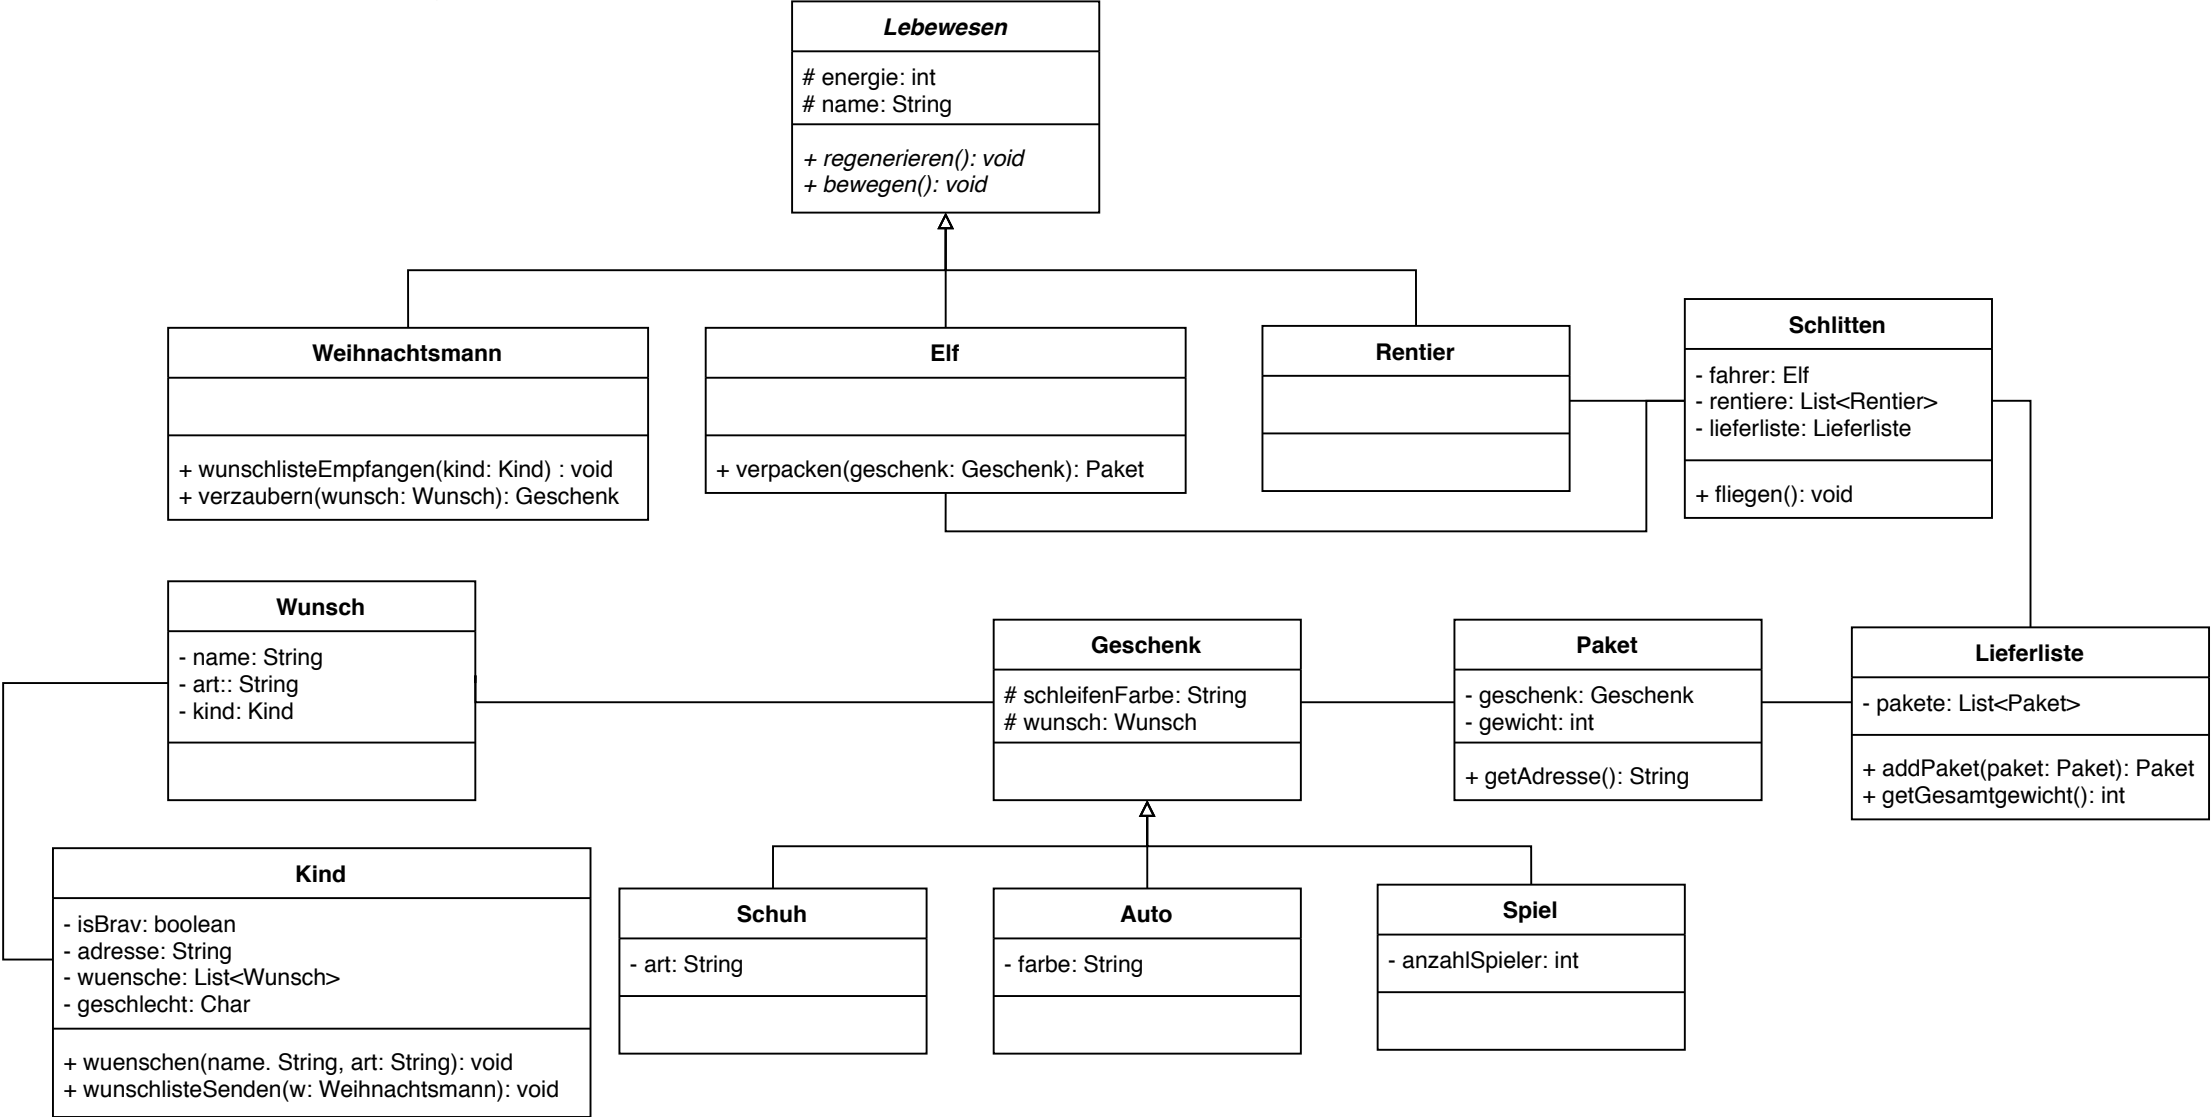 Lebewesen
# energie: int
# name: String
+ regenerieren(): void
+ bewegen(): void
Weihnachtsmann
+ wunschlisteEmpfangen(kind: Kind) : void
+ verzaubern(wunsch: Wunsch): Geschenk
Elf
+ verpacken(geschenk: Geschenk): Paket
Rentier
Schlitten
- fahrer: Elf
- rentiere: List<Rentier>
- lieferliste: Lieferliste
+ fliegen(): void
Wunsch
- name: String
- art:: String
- kind: Kind
Geschenk
# schleifenFarbe: String
# wunsch: Wunsch
Paket
- geschenk: Geschenk
- gewicht: int
+ getAdresse(): String
Lieferliste
- pakete: List<Paket>
+ addPaket(paket: Paket): Paket
+ getGesamtgewicht(): int
Kind
- isBrav: boolean
- adresse: String
- wuensche: List<Wunsch>
- geschlecht: Char
+ wuenschen(name. String, art: String): void
+ wunschlisteSenden(w: Weihnachtsmann): void
Schuh
- art: String
Auto
- farbe: String
Spiel
- anzahlSpieler: int